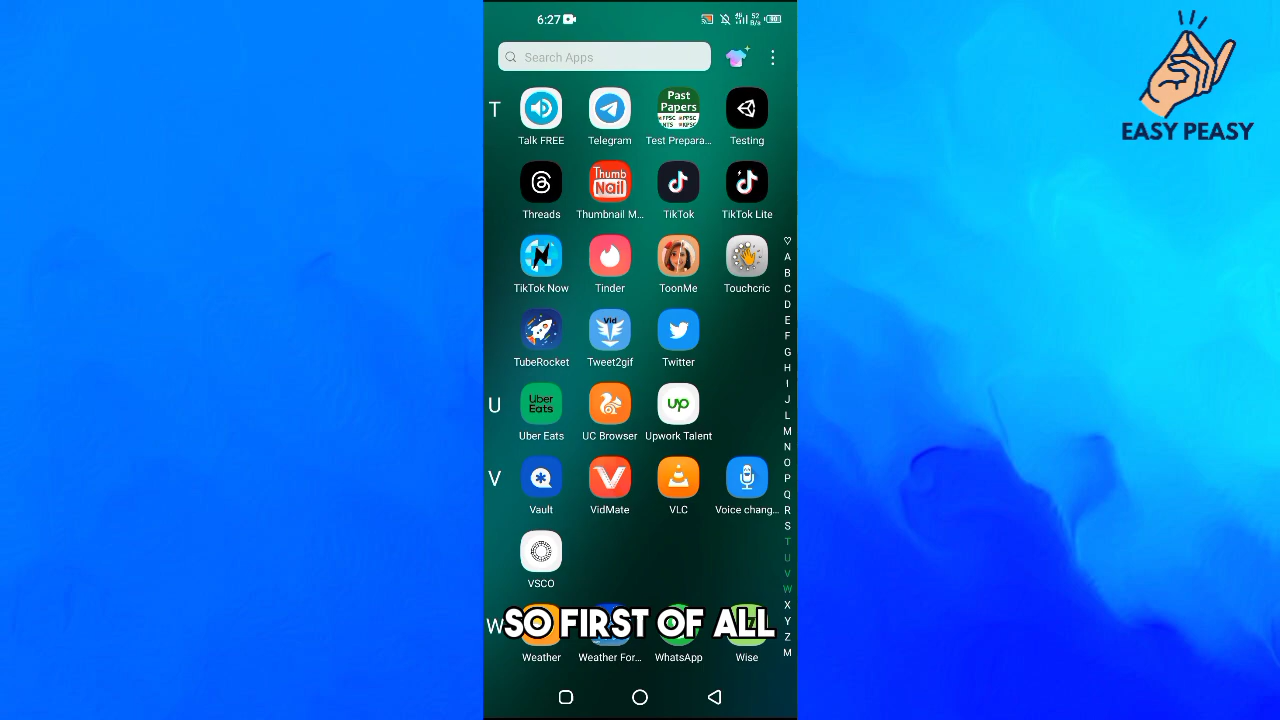 6:27
4G
52
B/s
Search Apps
EASY PEASY
T
Past
Papers
Talk FREE
Telegram
Test Prepara...
Testing
Thumb
Nail
Threads
Thumbnail M...
TikTok
TikTok Lite
TikTok Now
Tinder
ToonMe
Touchcric
Vid
TubeRocket
Tweet2gif
Twitter
U
Uber
Eats
up
Uber Eats
UC Browser
Upwork Talent
V
Vault
VidMate
VLC
Voice chang...
VSCO
W
SO FIRST OF ALL
Weather
Weather For...
WhatsApp
Wise
A
B
C
D
E
F
G
H
I
J
L
M
N
O
P
Q
R
S
T
U
V
W
X
Y
Z
M